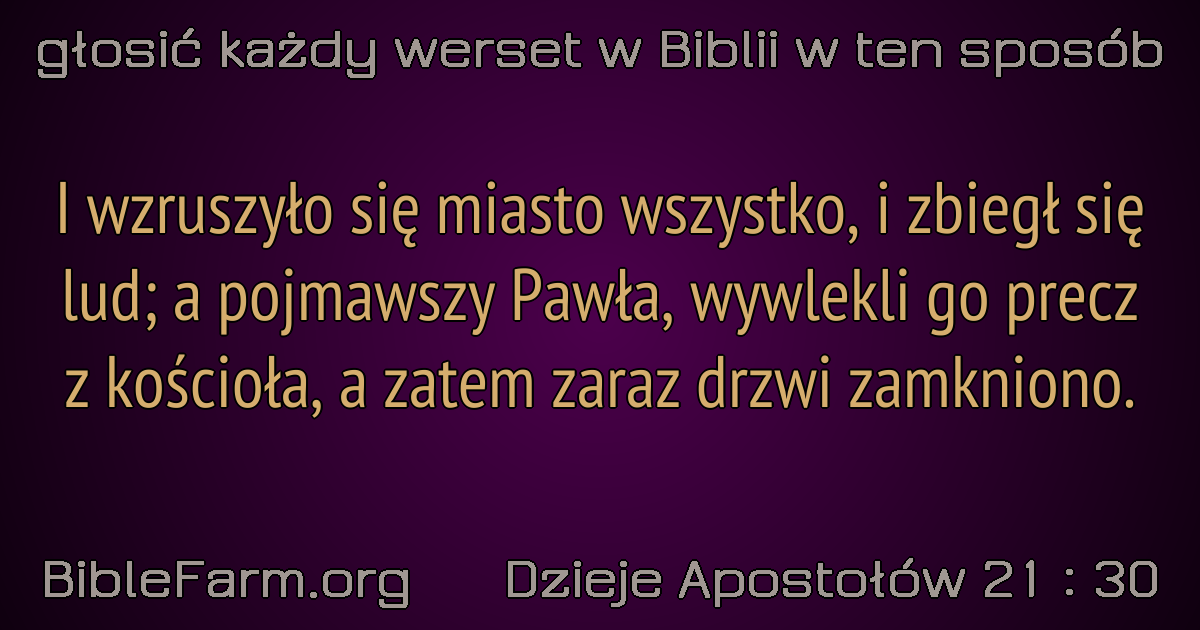 głosić każdy werset w Biblii w ten sposób
I wzruszyło się miasto wszystko, i zbiegł się
lud; a pojmawszy Pawła, wywlekli go precz
z kościoła, a zatem zaraz drzwi zamkniono.
BibleFarm.org Dzieje Apostołów 21 : 30